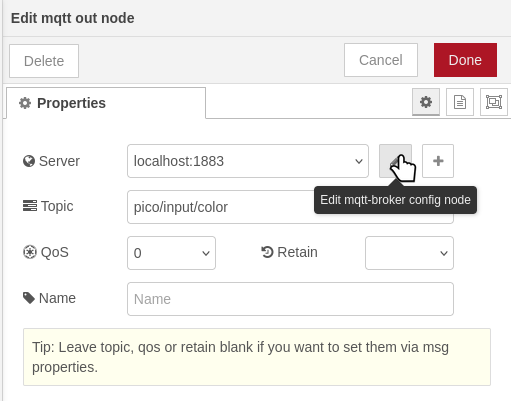 Edit mqtt out node
Delete
Cancel
Done
Properties
Server
localhost:1883
Edit mqtt-broker config node
Topic
pico/input/color
QoS
0
Retain
Name
Name
Tip: Leave topic, qos or retain blank if you want to set them via msg
properties.